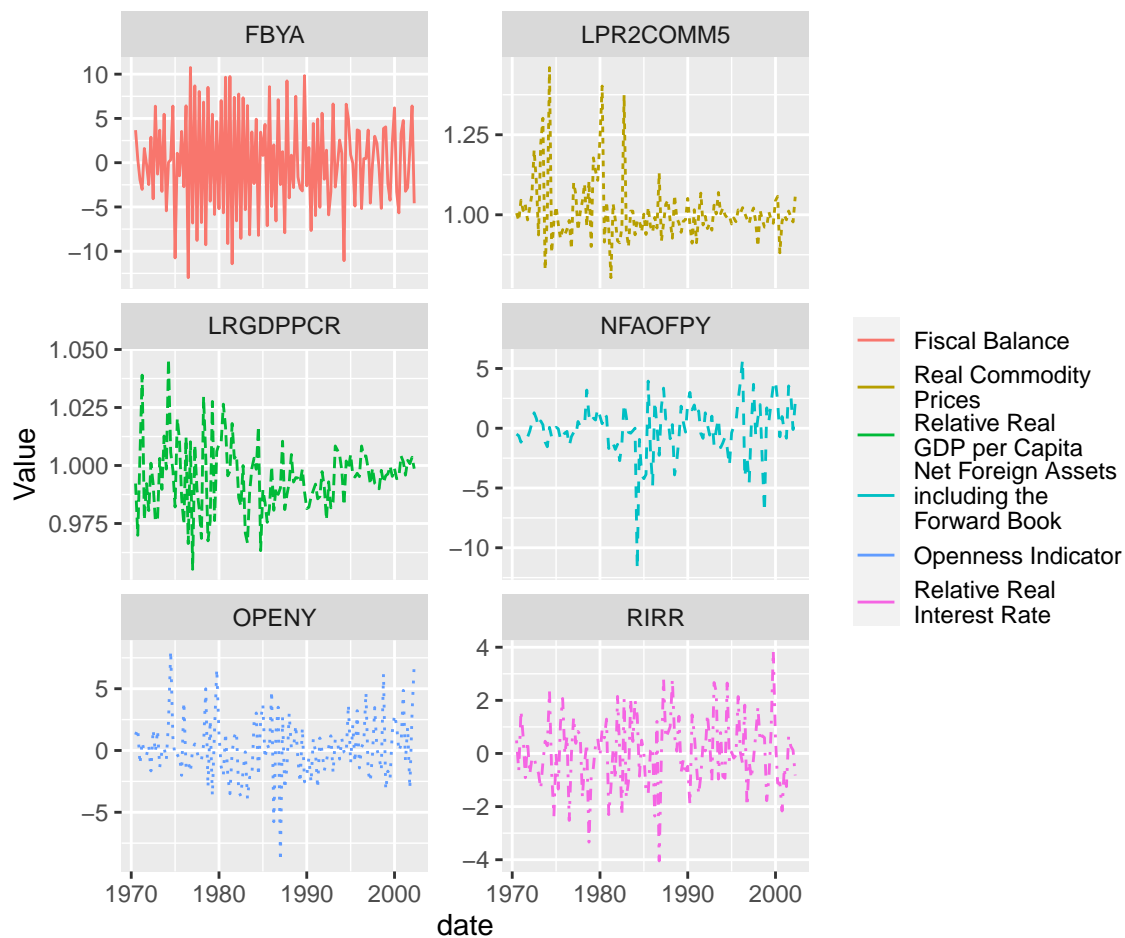 FBYA
LPR2COMM5
10
5
0
−5
−10
1.25
1.00
LRGDPPCR
NFAOFPY
1.050
1.025
1.000
0.975
5
0
−5
−10
OPENY
RIRR
5
0
−5
4
2
0
−2
−4
1970
1980
1990
2000
1970
1980
1990
2000
Value
date
Fiscal Balance
Real Commodity
Prices
Relative Real
GDP per Capita
Net Foreign Assets
including the
Forward Book
Openness Indicator
Relative Real
Interest Rate